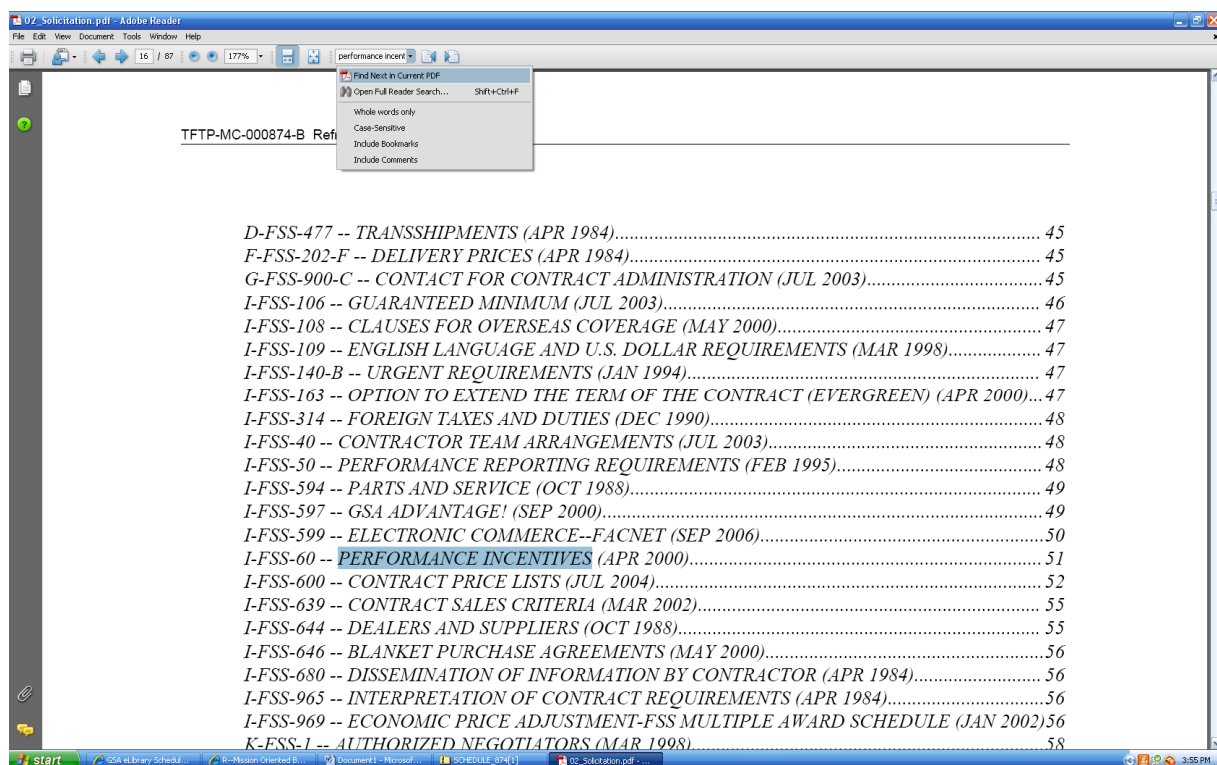 02_Solicitation.pdf - Adobe Reader
File Edit View Document Tools Window Help
16 / 87 177% performance incent
Find Next in Current PDF
Open Full Reader Search... Shift+Ctrl+F
Whole words only
Case-Sensitive
Include Bookmarks
Include Comments
TFTP-MC-000874-B
D-FSS-477 -- TRANSSHIPMENTS (APR 1984)... 45
F-FSS-202-F -- DELIVERY PRICES (APR 1984)... 45
G-FSS-900-C -- CONTACT FOR CONTRACT ADMINISTRATION (JUL 2003)... 45
I-FSS-106 -- GUARANTEED MINIMUM (JUL 2003)... 46
I-FSS-108 -- CLAUSES FOR OVERSEAS COVERAGE (MAY 2000)... 47
I-FSS-109 -- ENGLISH LANGUAGE AND U.S. DOLLAR REQUIREMENTS (MAR 1998)... 47
I-FSS-140-B -- URGENT REQUIREMENTS (JAN 1994)... 47
I-FSS-163 -- OPTION TO EXTEND THE TERM OF THE CONTRACT (EVERGREEN) (APR 2000)...47
I-FSS-314 -- FOREIGN TAXES AND DUTIES (DEC 1990)... 48
I-FSS-40 -- CONTRACTOR TEAM ARRANGEMENTS (JUL 2003)... 48
I-FSS-50 -- PERFORMANCE REPORTING REQUIREMENTS (FEB 1995)... 48
I-FSS-594 -- PARTS AND SERVICE (OCT 1988)... 49
I-FSS-597 -- GSA ADVANTAGE! (SEP 2000)... 49
I-FSS-599 -- ELECTRONIC COMMERCE--FACNET (SEP 2006)... 50
I-FSS-60 -- PERFORMANCE INCENTIVES (APR 2000)... 51
I-FSS-600 -- CONTRACT PRICE LISTS (JUL 2004)... 52
I-FSS-639 -- CONTRACT SALES CRITERIA (MAR 2002)... 55
I-FSS-644 -- DEALERS AND SUPPLIERS (OCT 1988)... 55
I-FSS-646 -- BLANKET PURCHASE AGREEMENTS (MAY 2000)... 56
I-FSS-680 -- DISSEMINATION OF INFORMATION BY CONTRACTOR (APR 1984)... 56
I-FSS-965 -- INTERPRETATION OF CONTRACT REQUIREMENTS (APR 1984)... 56
I-FSS-969 -- ECONOMIC PRICE ADJUSTMENT-FSS MULTIPLE AWARD SCHEDULE (JAN 2002)56
K-FSS-1 -- AUTHORIZED NEGOTIATORS (MAR 1998)... 58
start GSA eLibrary Schedul... R--Mission Oriented B... Document1 - Microsof... SCHEDULE_874[1] 02_Solicitation.pdf - ... 3:55 PM